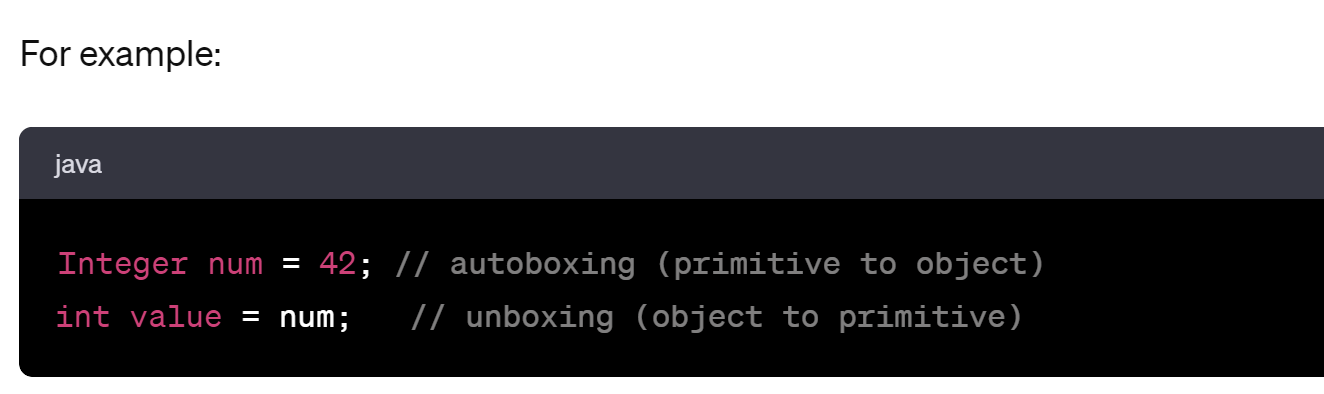 For example:
java
Integer num = 42; // autoboxing (primitive to object)
int value = num;   // unboxing (object to primitive)